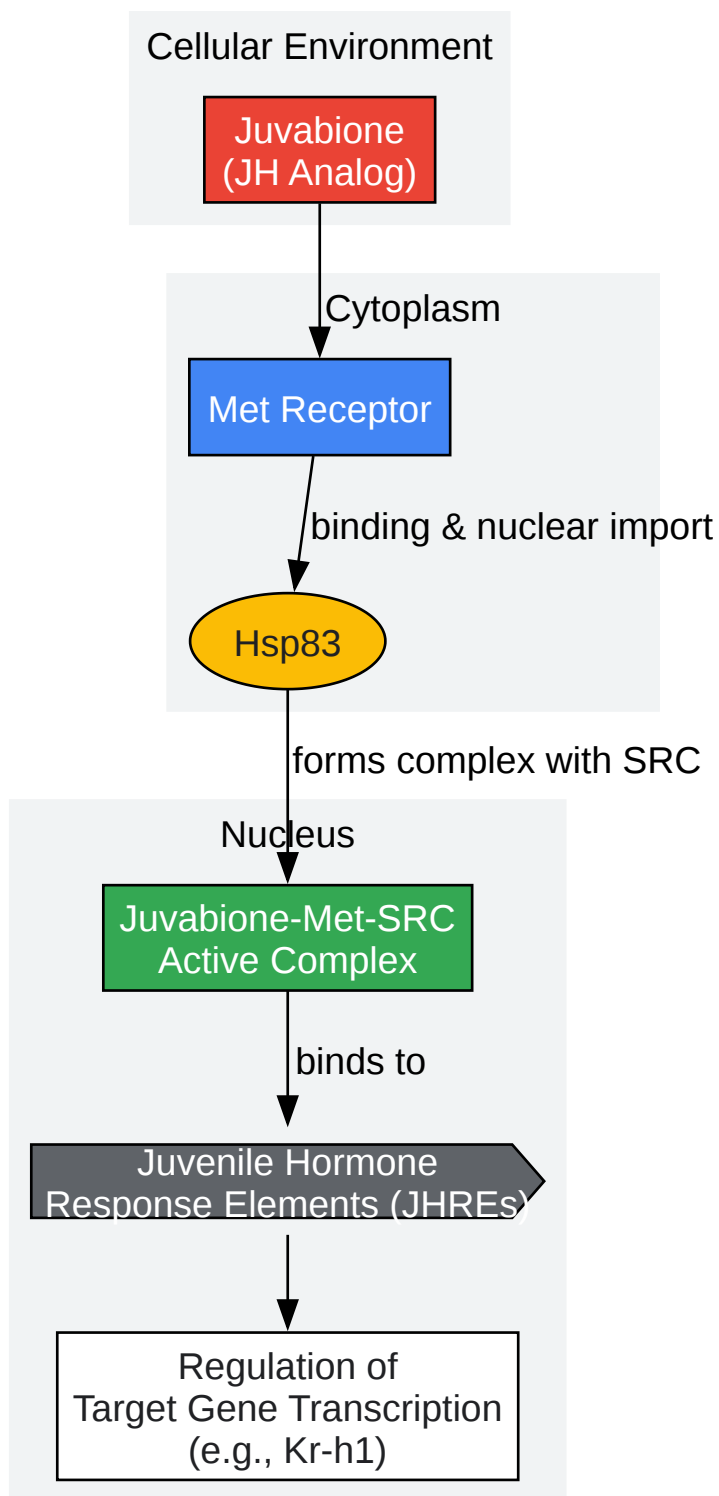 Cellular Environment
Juvabione
(JH Analog)
Cytoplasm
Met Receptor
binding & nuclear import
Hsp83
forms complex with SRC
Nucleus
Juvabione-Met-SRC
Active Complex
binds to
Juvenile Hormone
Response Elements (JHREs)
Regulation of
Target Gene Transcription
(e.g., Kr-h1)